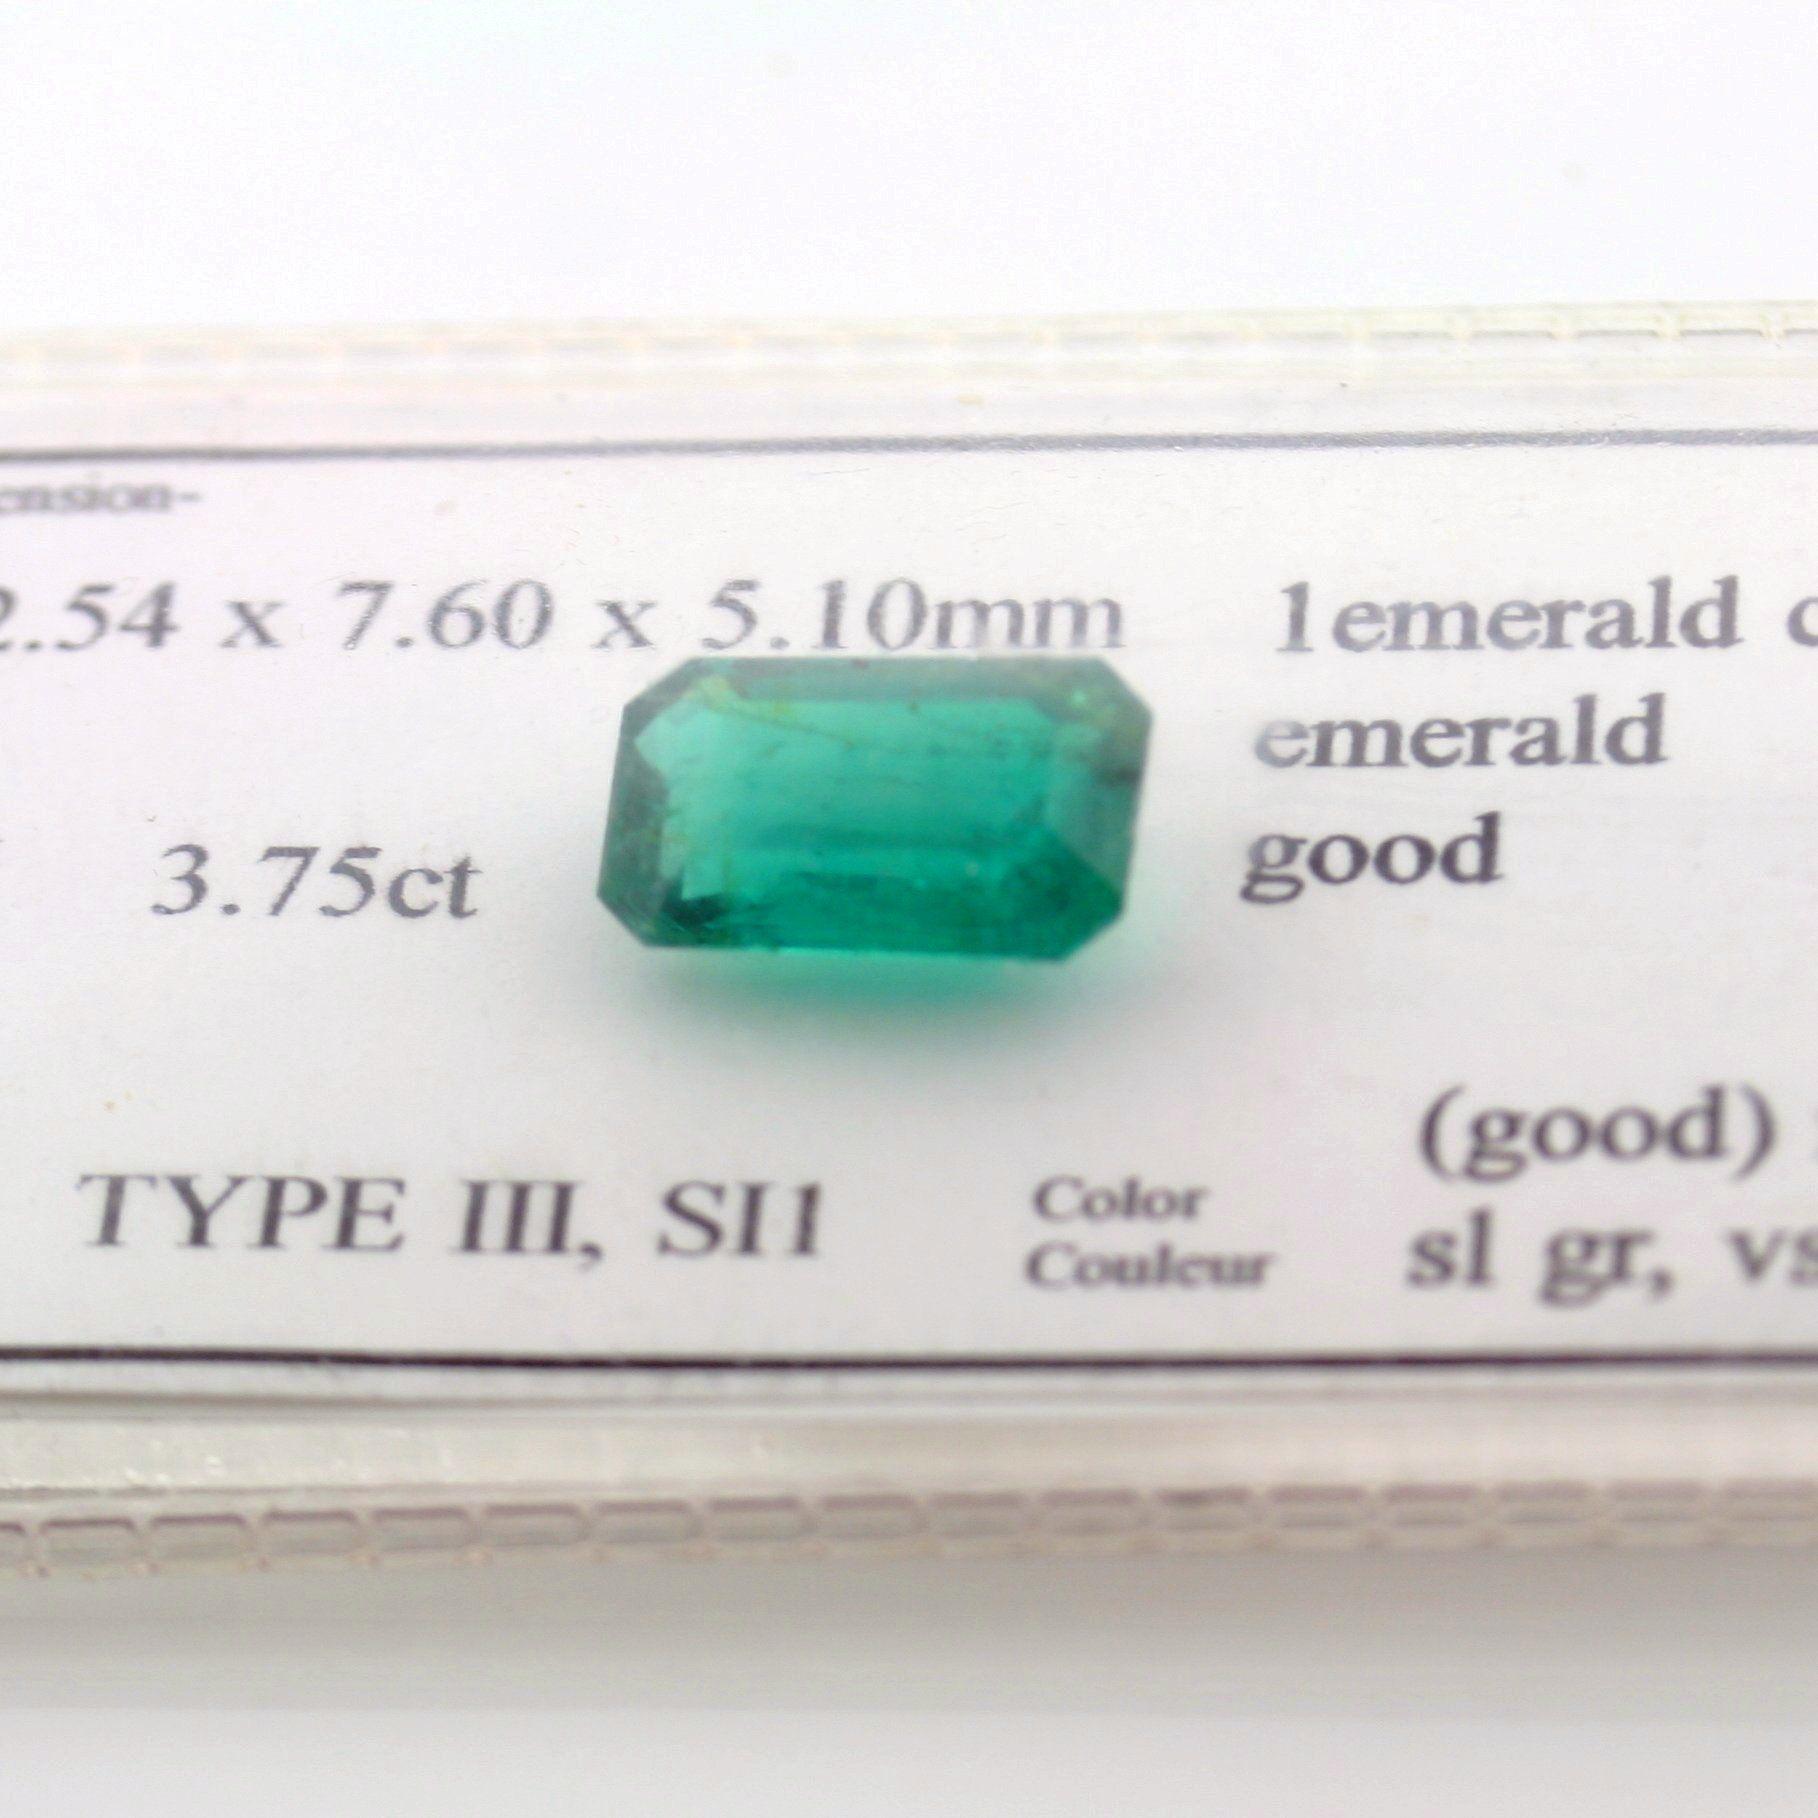 ension-
2.54 x 7.60 x 5.10mm
1emerald c
emerald
3.75ct
good
(good)
TYPE III, SI1
Color
Couleur
sl gr, vs